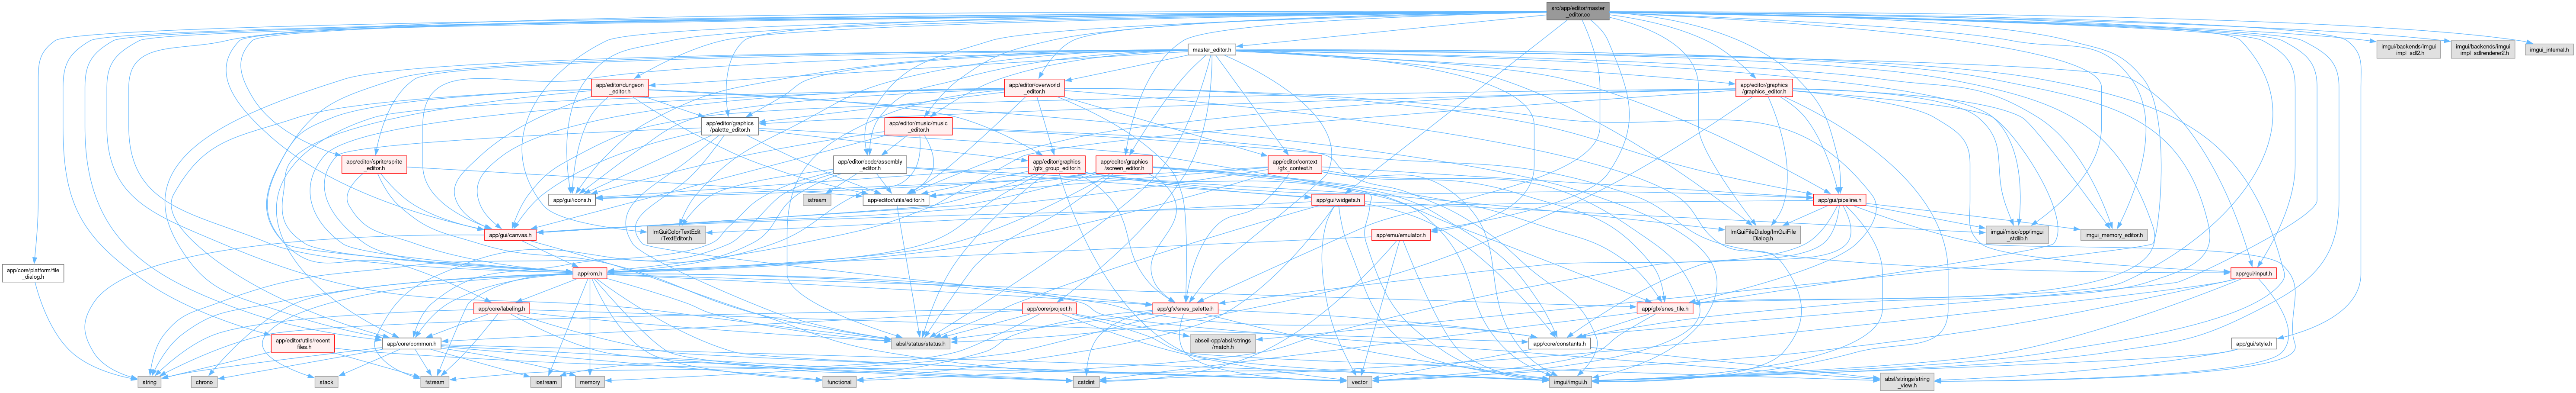 src/app/editor/master
_editor.cc
master_editor.h
imgui/backends/imgui
_impl_sdl2.h
imgui/backends/imgui
_impl_sdlrenderer2.h
imgui_internal.h
app/editor/dungeon
_editor.h
app/editor/overworld
_editor.h
app/editor/graphics
/graphics_editor.h
app/editor/graphics
/palette_editor.h
app/editor/music/music
_editor.h
app/editor/sprite/sprite
_editor.h
app/editor/code/assembly
_editor.h
app/editor/graphics
/gfx_group_editor.h
app/editor/graphics
/screen_editor.h
app/editor/context
/gfx_context.h
app/gui/icons.h
istream
app/editor/utils/editor.h
app/gui/widgets.h
app/gui/pipeline.h
app/gui/canvas.h
ImGuiColorTextEdit
/TextEditor.h
app/emu/emulator.h
ImGuiFileDialog/ImGuiFile
Dialog.h
imgui/misc/cpp/imgui
_stdlib.h
imgui_memory_editor.h
app/core/platform/file
_dialog.h
app/rom.h
app/gui/input.h
app/core/labeling.h
app/gfx/snes_palette.h
app/core/project.h
app/gfx/snes_tile.h
app/editor/utils/recent
_files.h
app/core/common.h
absl/status/status.h
abseil-cpp/absl/strings
/match.h
app/core/constants.h
app/gui/style.h
string
chrono
stack
fstream
iostream
memory
functional
cstdint
vector
imgui/imgui.h
absl/strings/string
_view.h